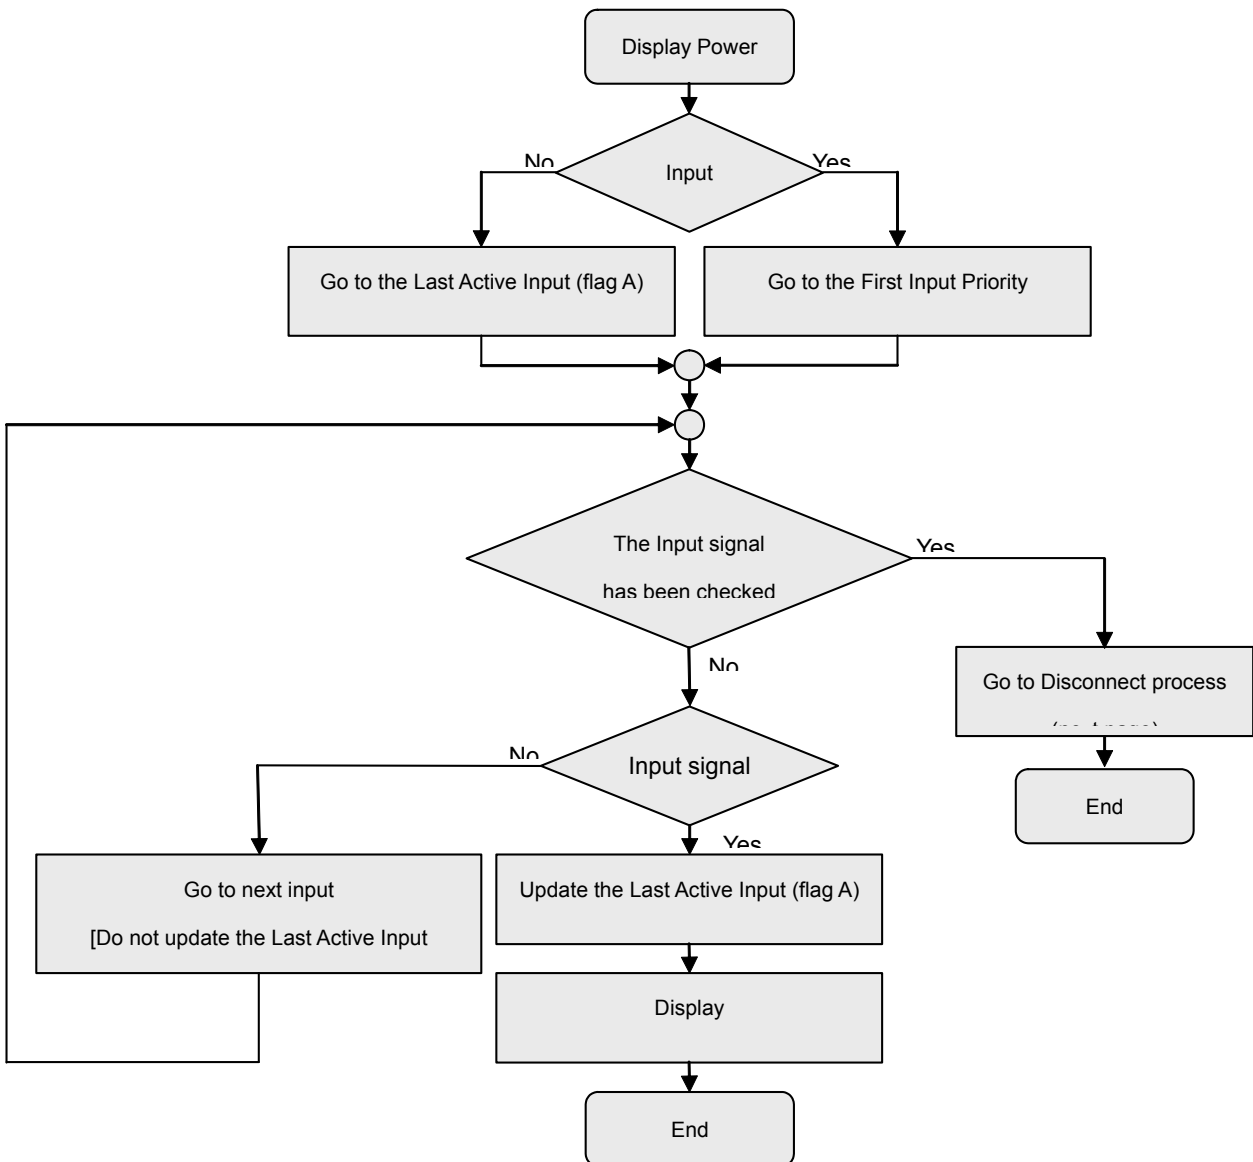 Display Power
No
Yes
Input
Go to the Last Active Input (flag A)
Go to the First Input Priority
The Input signal
has been checked
Yes
No
Go to Disconnect process
No
Input signal
End
Yes
Go to next input
[Do not update the Last Active Input
Update the Last Active Input (flag A)
Display
End